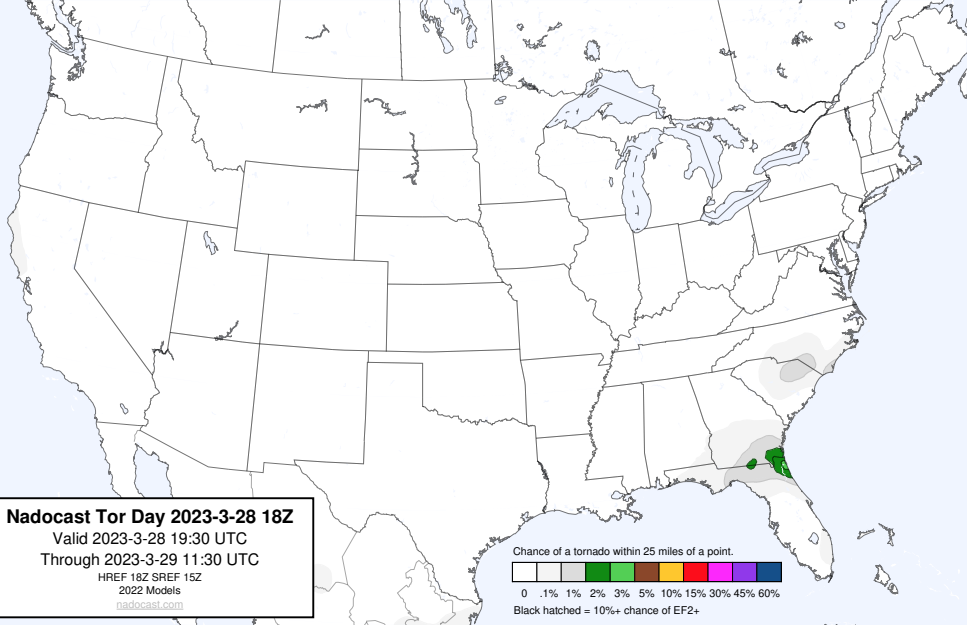 Nadocast Tor Day 2023-3-28 18Z
Valid 2023-3-28 19:30 UTC
Through 2023-3-29 11:30 UTC
HREF 18Z SREF 15Z
2022 Models
nadocast.com
Chance of a tornado within 25 miles of a point.
0 .1% 1% 2% 3% 5% 10% 15% 30% 45% 60%
Black hatched = 10%+ chance of EF2+